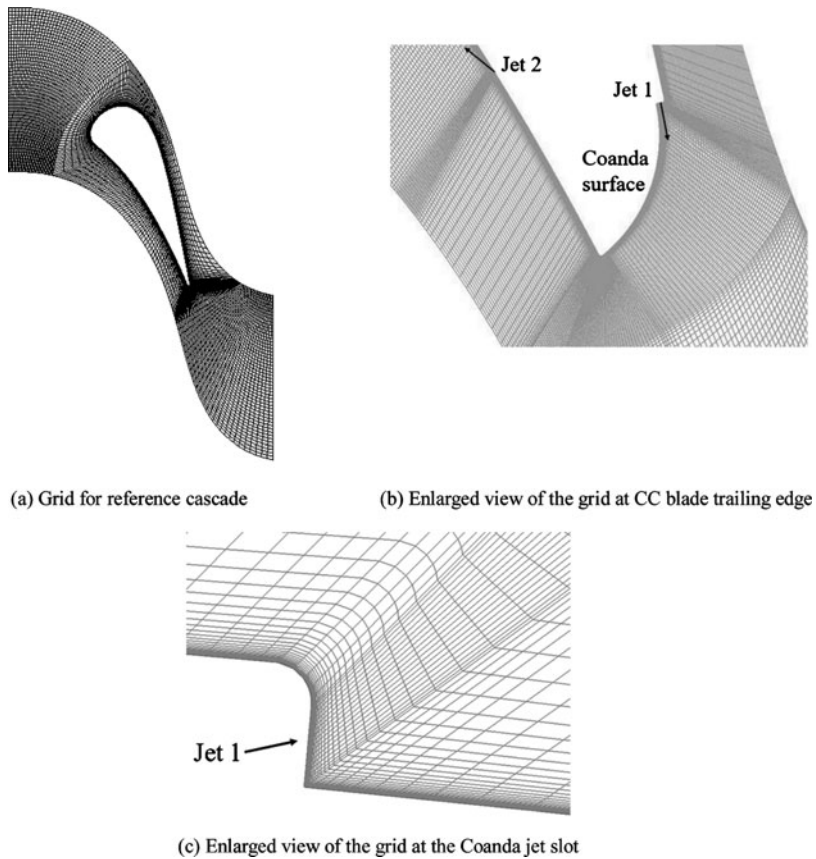 Jet 2
Jet 1
Coanda
surface
(a) Grid for reference cascade
(b) Enlarged view of the grid at CC blade trailing edge
Jet 1
(c) Enlarged view of the grid at the Coanda jet slot